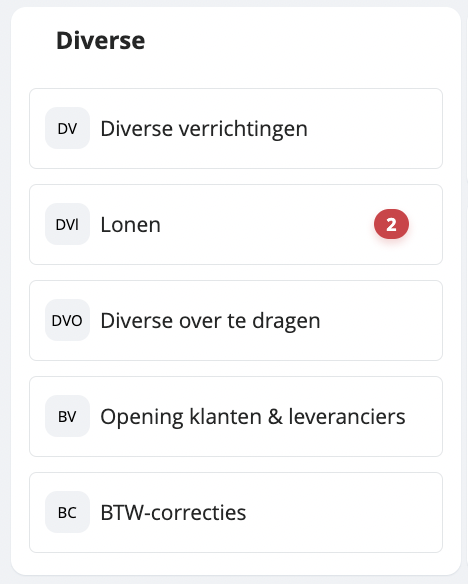 Diverse
DV Diverse verrichtingen
DVl Lonen 2
DVO Diverse over te dragen
BV Opening klanten & leveranciers
BC BTW-correcties